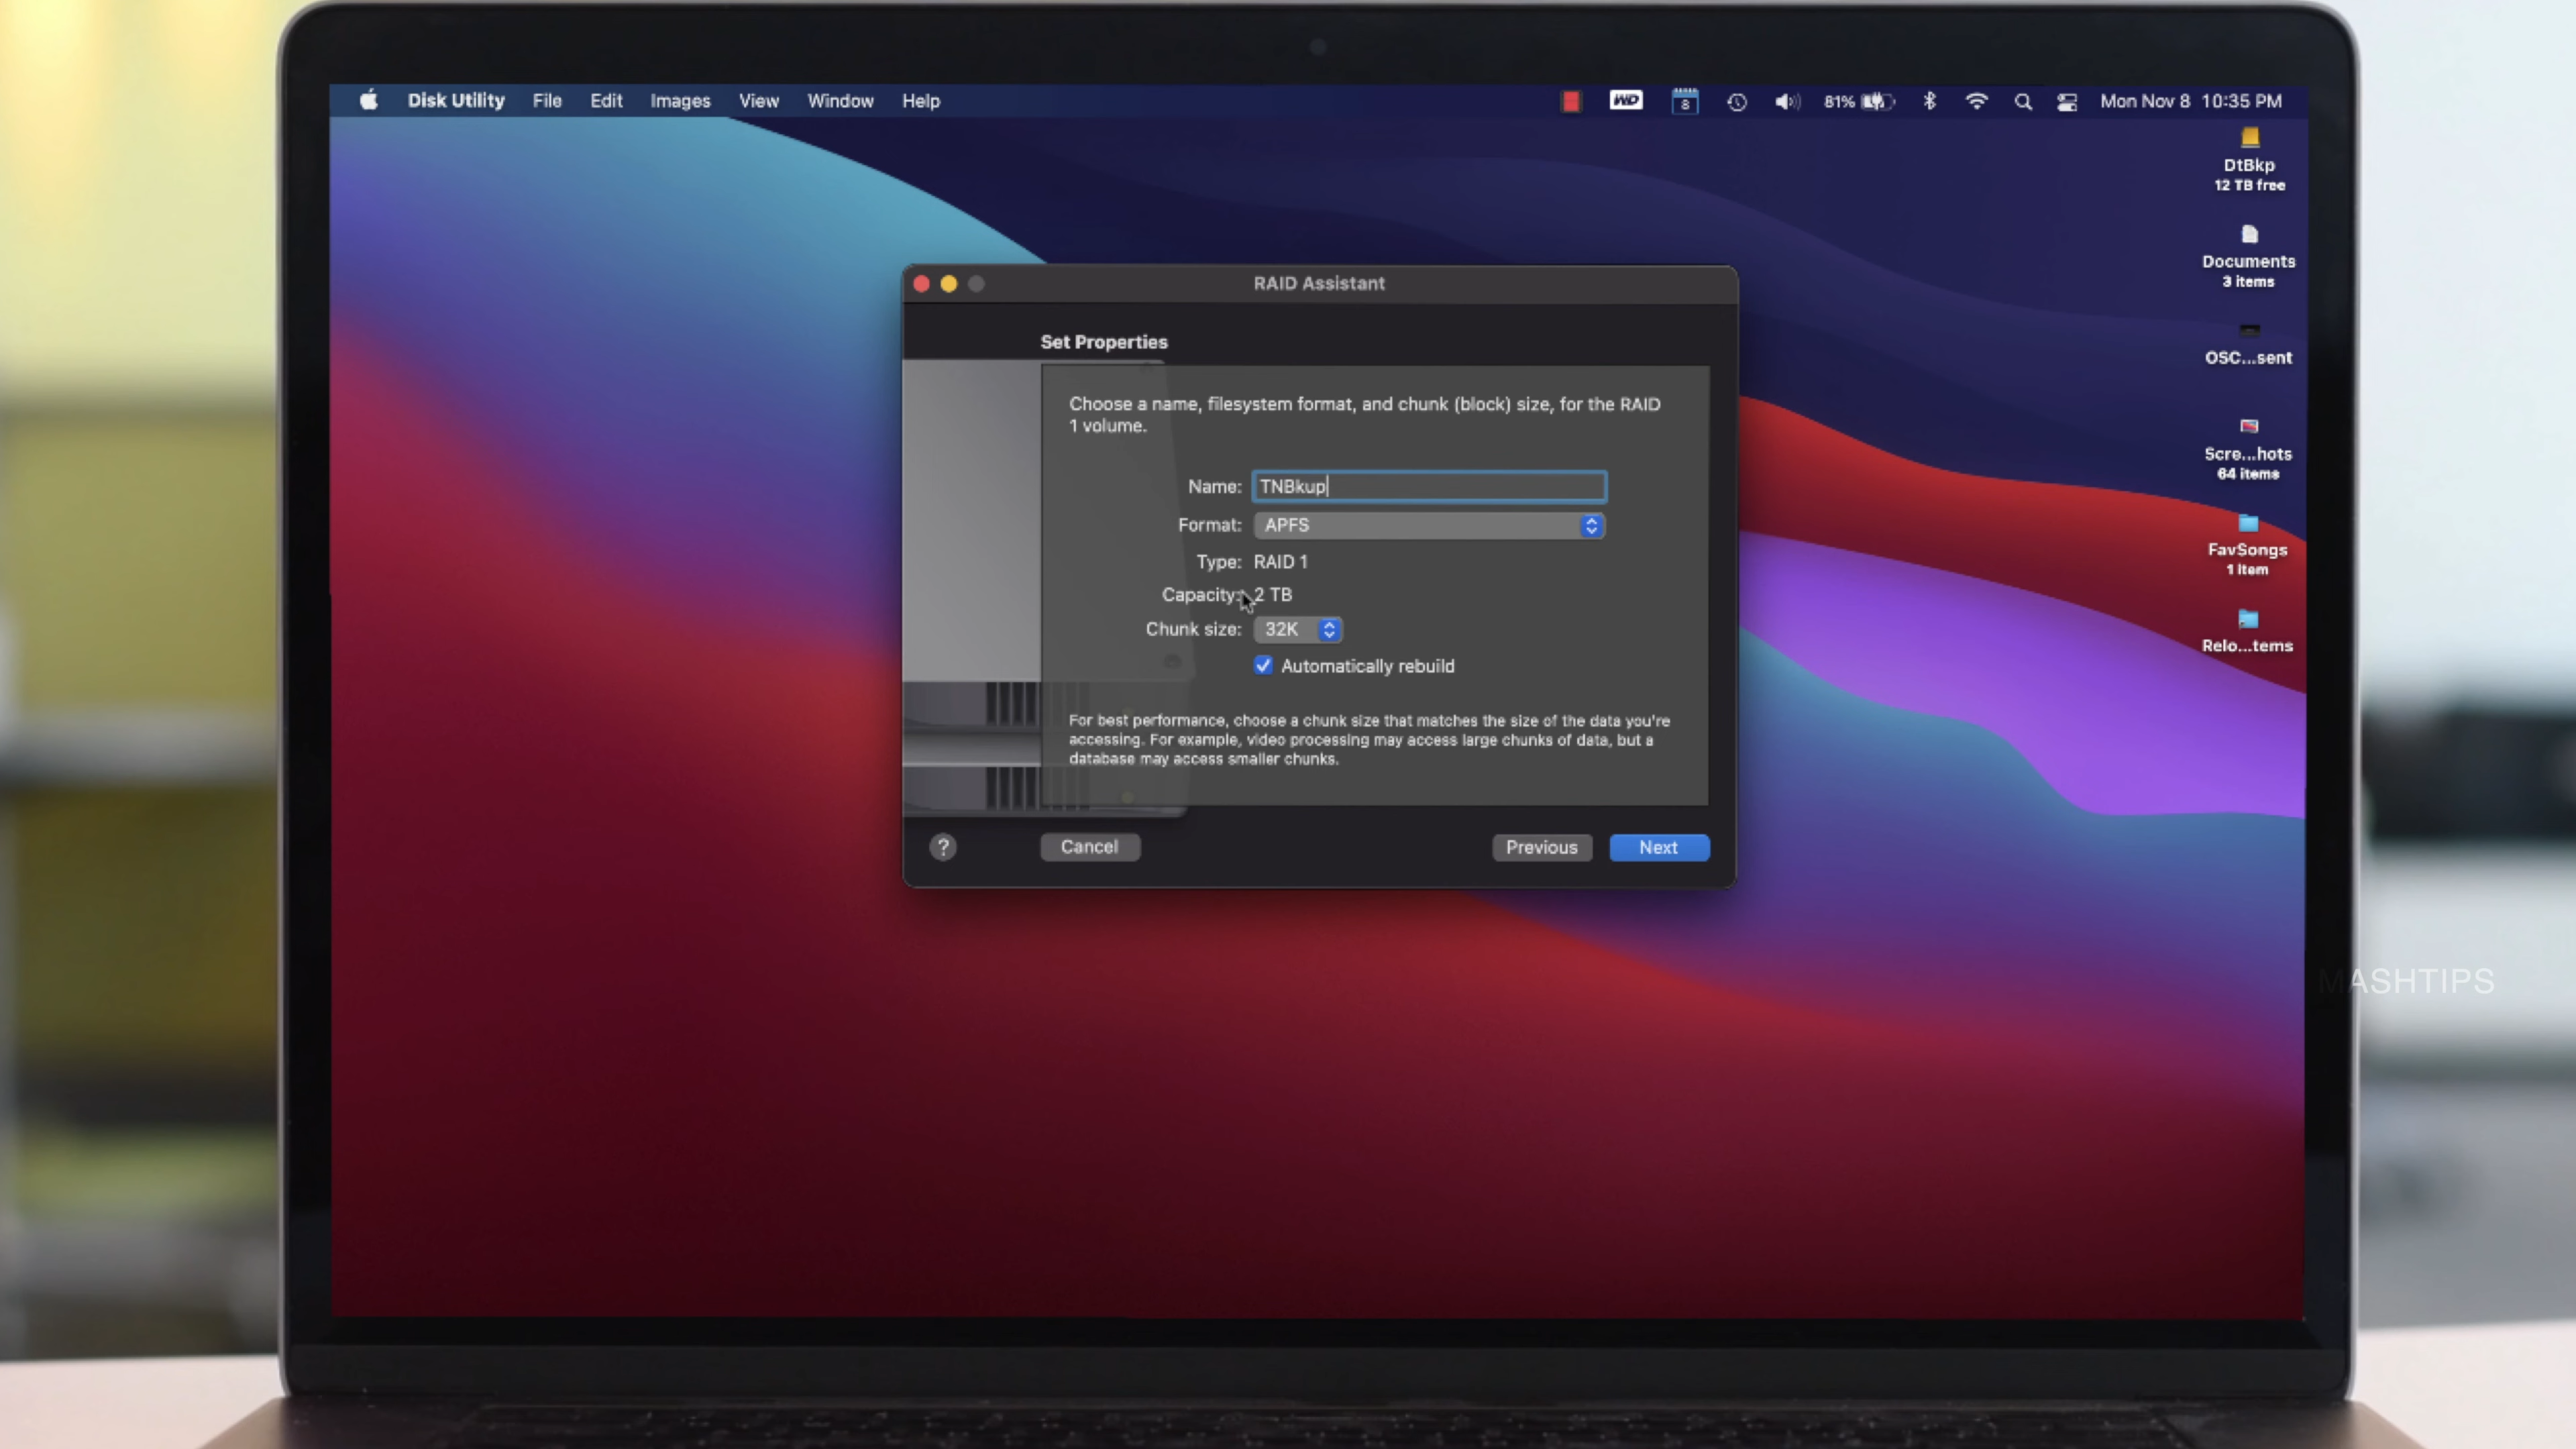 Disk Utility File Edit Images View Window Help WD 8 81% Mon Nov 8 10:35 PM
DtBkp
12 TB free
Documents
3 items
OSC...sent
Scre...hots
64 items
FavSongs
1 item
Relo...tems
RAID Assistant
Set Properties
Choose a name, filesystem format, and chunk (block) size, for the RAID
1 volume.
Name: TNBkup
Format: APFS
Type: RAID 1
Capacity: 2 TB
Chunk size: 32K
Automatically rebuild
For best performance, choose a chunk size that matches the size of the data you're
accessing. For example, video processing may access large chunks of data, but a
database may access smaller chunks.
? Cancel Previous Next
MASHTIPS